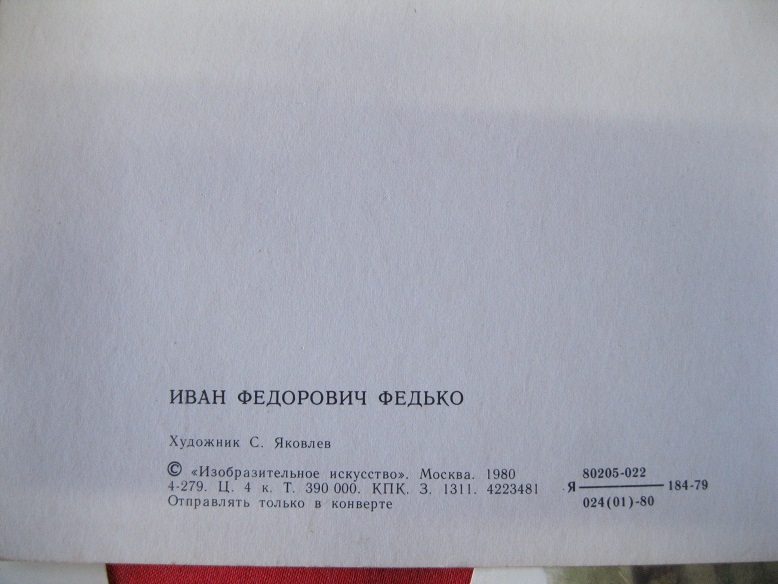 ИВАН ФЕДОРОВИЧ ФЕДЬКО
Художник С. Яковлев
© «Изобразительное искусство». Москва. 1980
4-279. Ц. 4 к. Т. 390 000. КПК. З. 1311. 4223481
Отправлять только в конверте
80205-022
Я ——— 184-79
024(01)-80